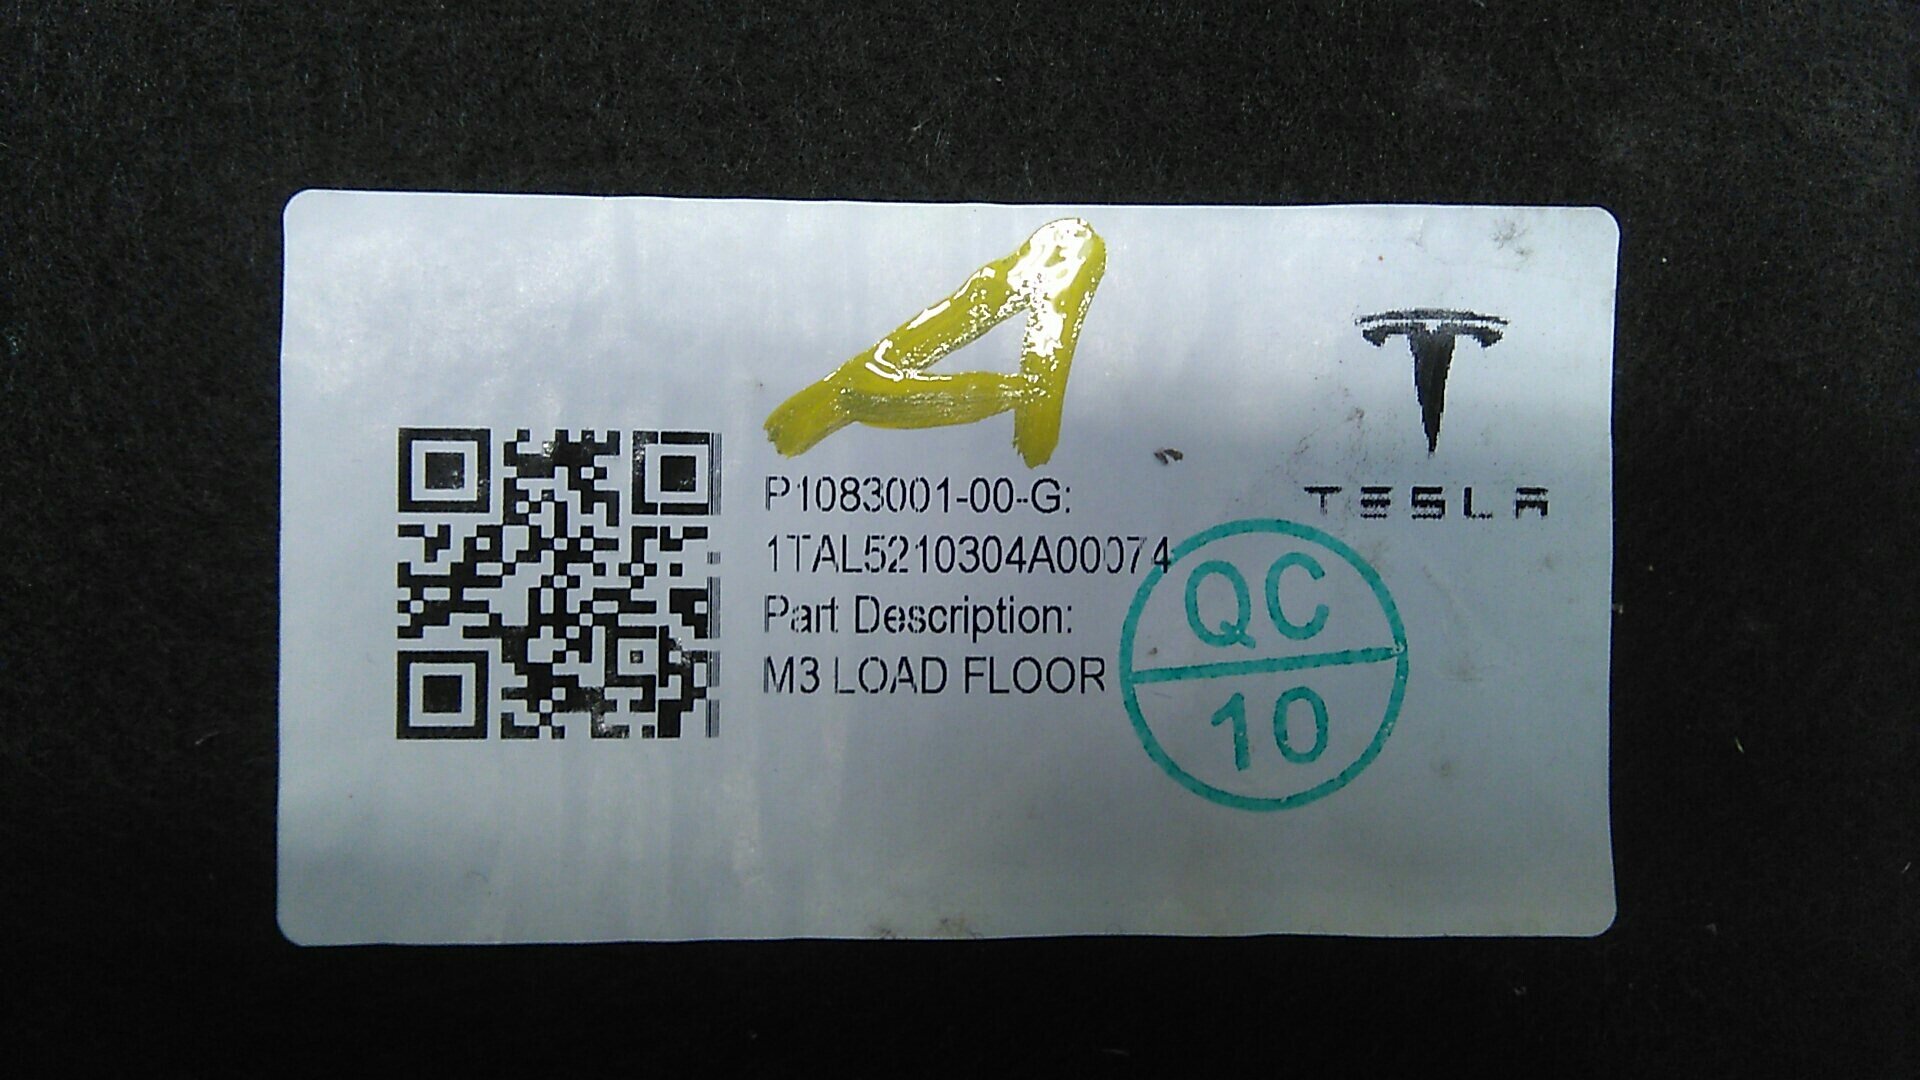 A
P1083001-00-G:
1TAL5210304A00074
Part Description:
M3 LOAD FLOOR
TESLA
QC
10